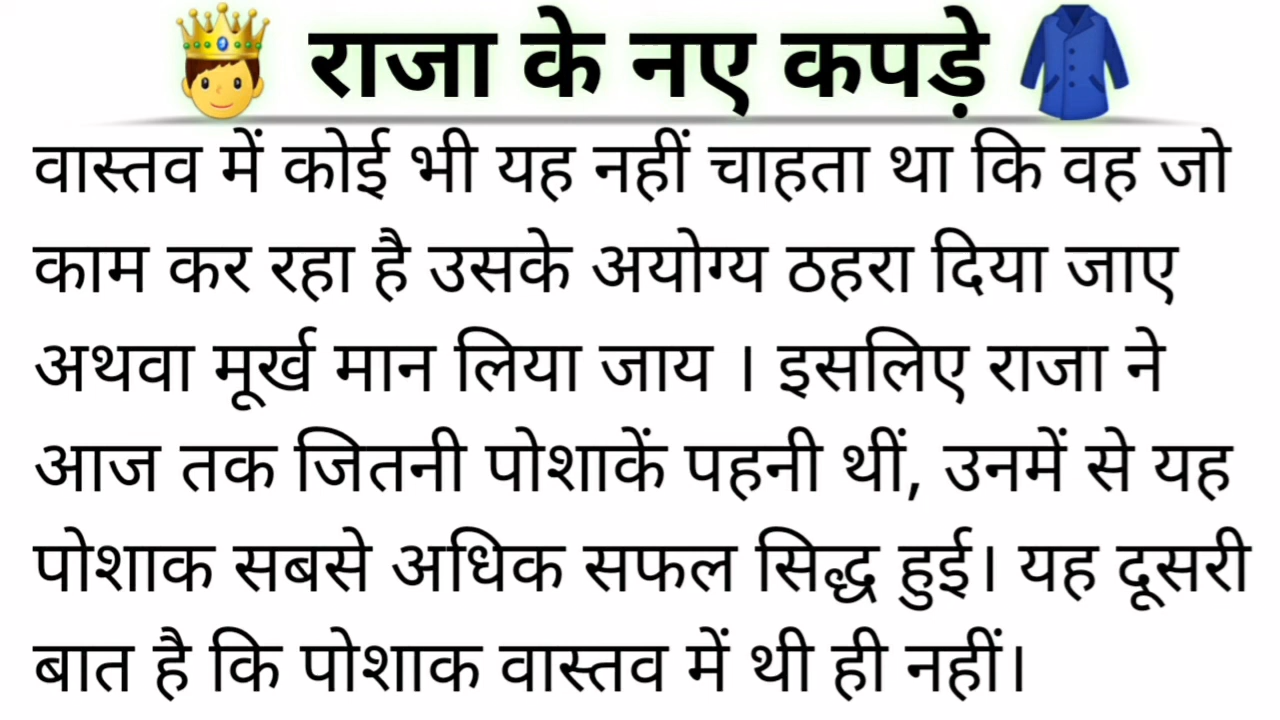 राजा के नए कपड़े
वास्तव में कोई भी यह नहीं चाहता था कि वह जो
काम कर रहा है उसके अयोग्य ठहरा दिया जाए
अथवा मूर्ख मान लिया जाय । इसलिए राजा ने
आज तक जितनी पोशाकें पहनी थीं, उनमें से यह
पोशाक सबसे अधिक सफल सिद्ध हुई। यह दूसरी
बात है कि पोशाक वास्तव में थी ही नहीं।